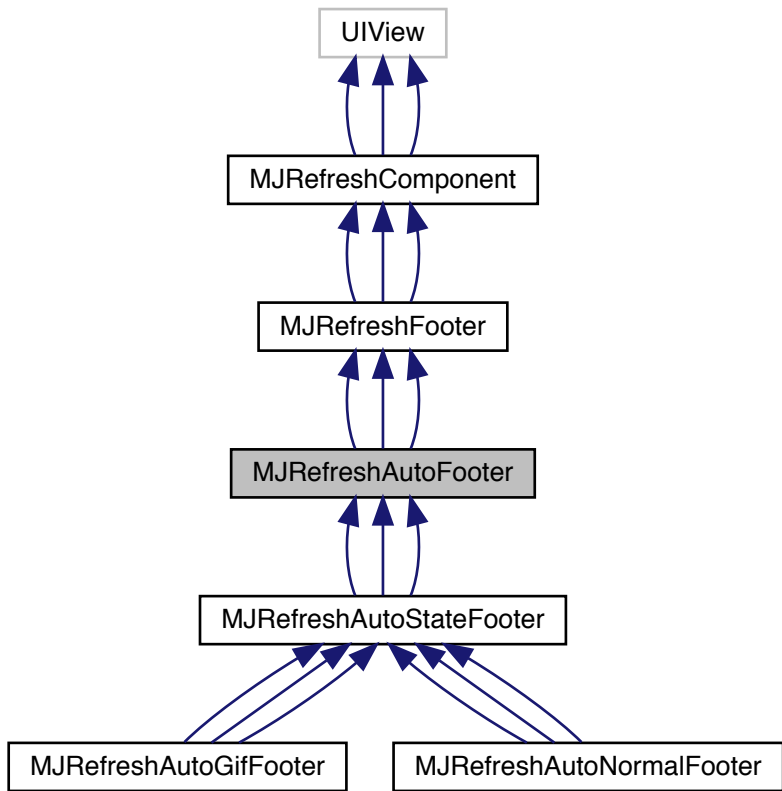 UIView
MJRefreshComponent
MJRefreshFooter
MJRefreshAutoFooter
MJRefreshAutoStateFooter
MJRefreshAutoGifFooter
MJRefreshAutoNormalFooter